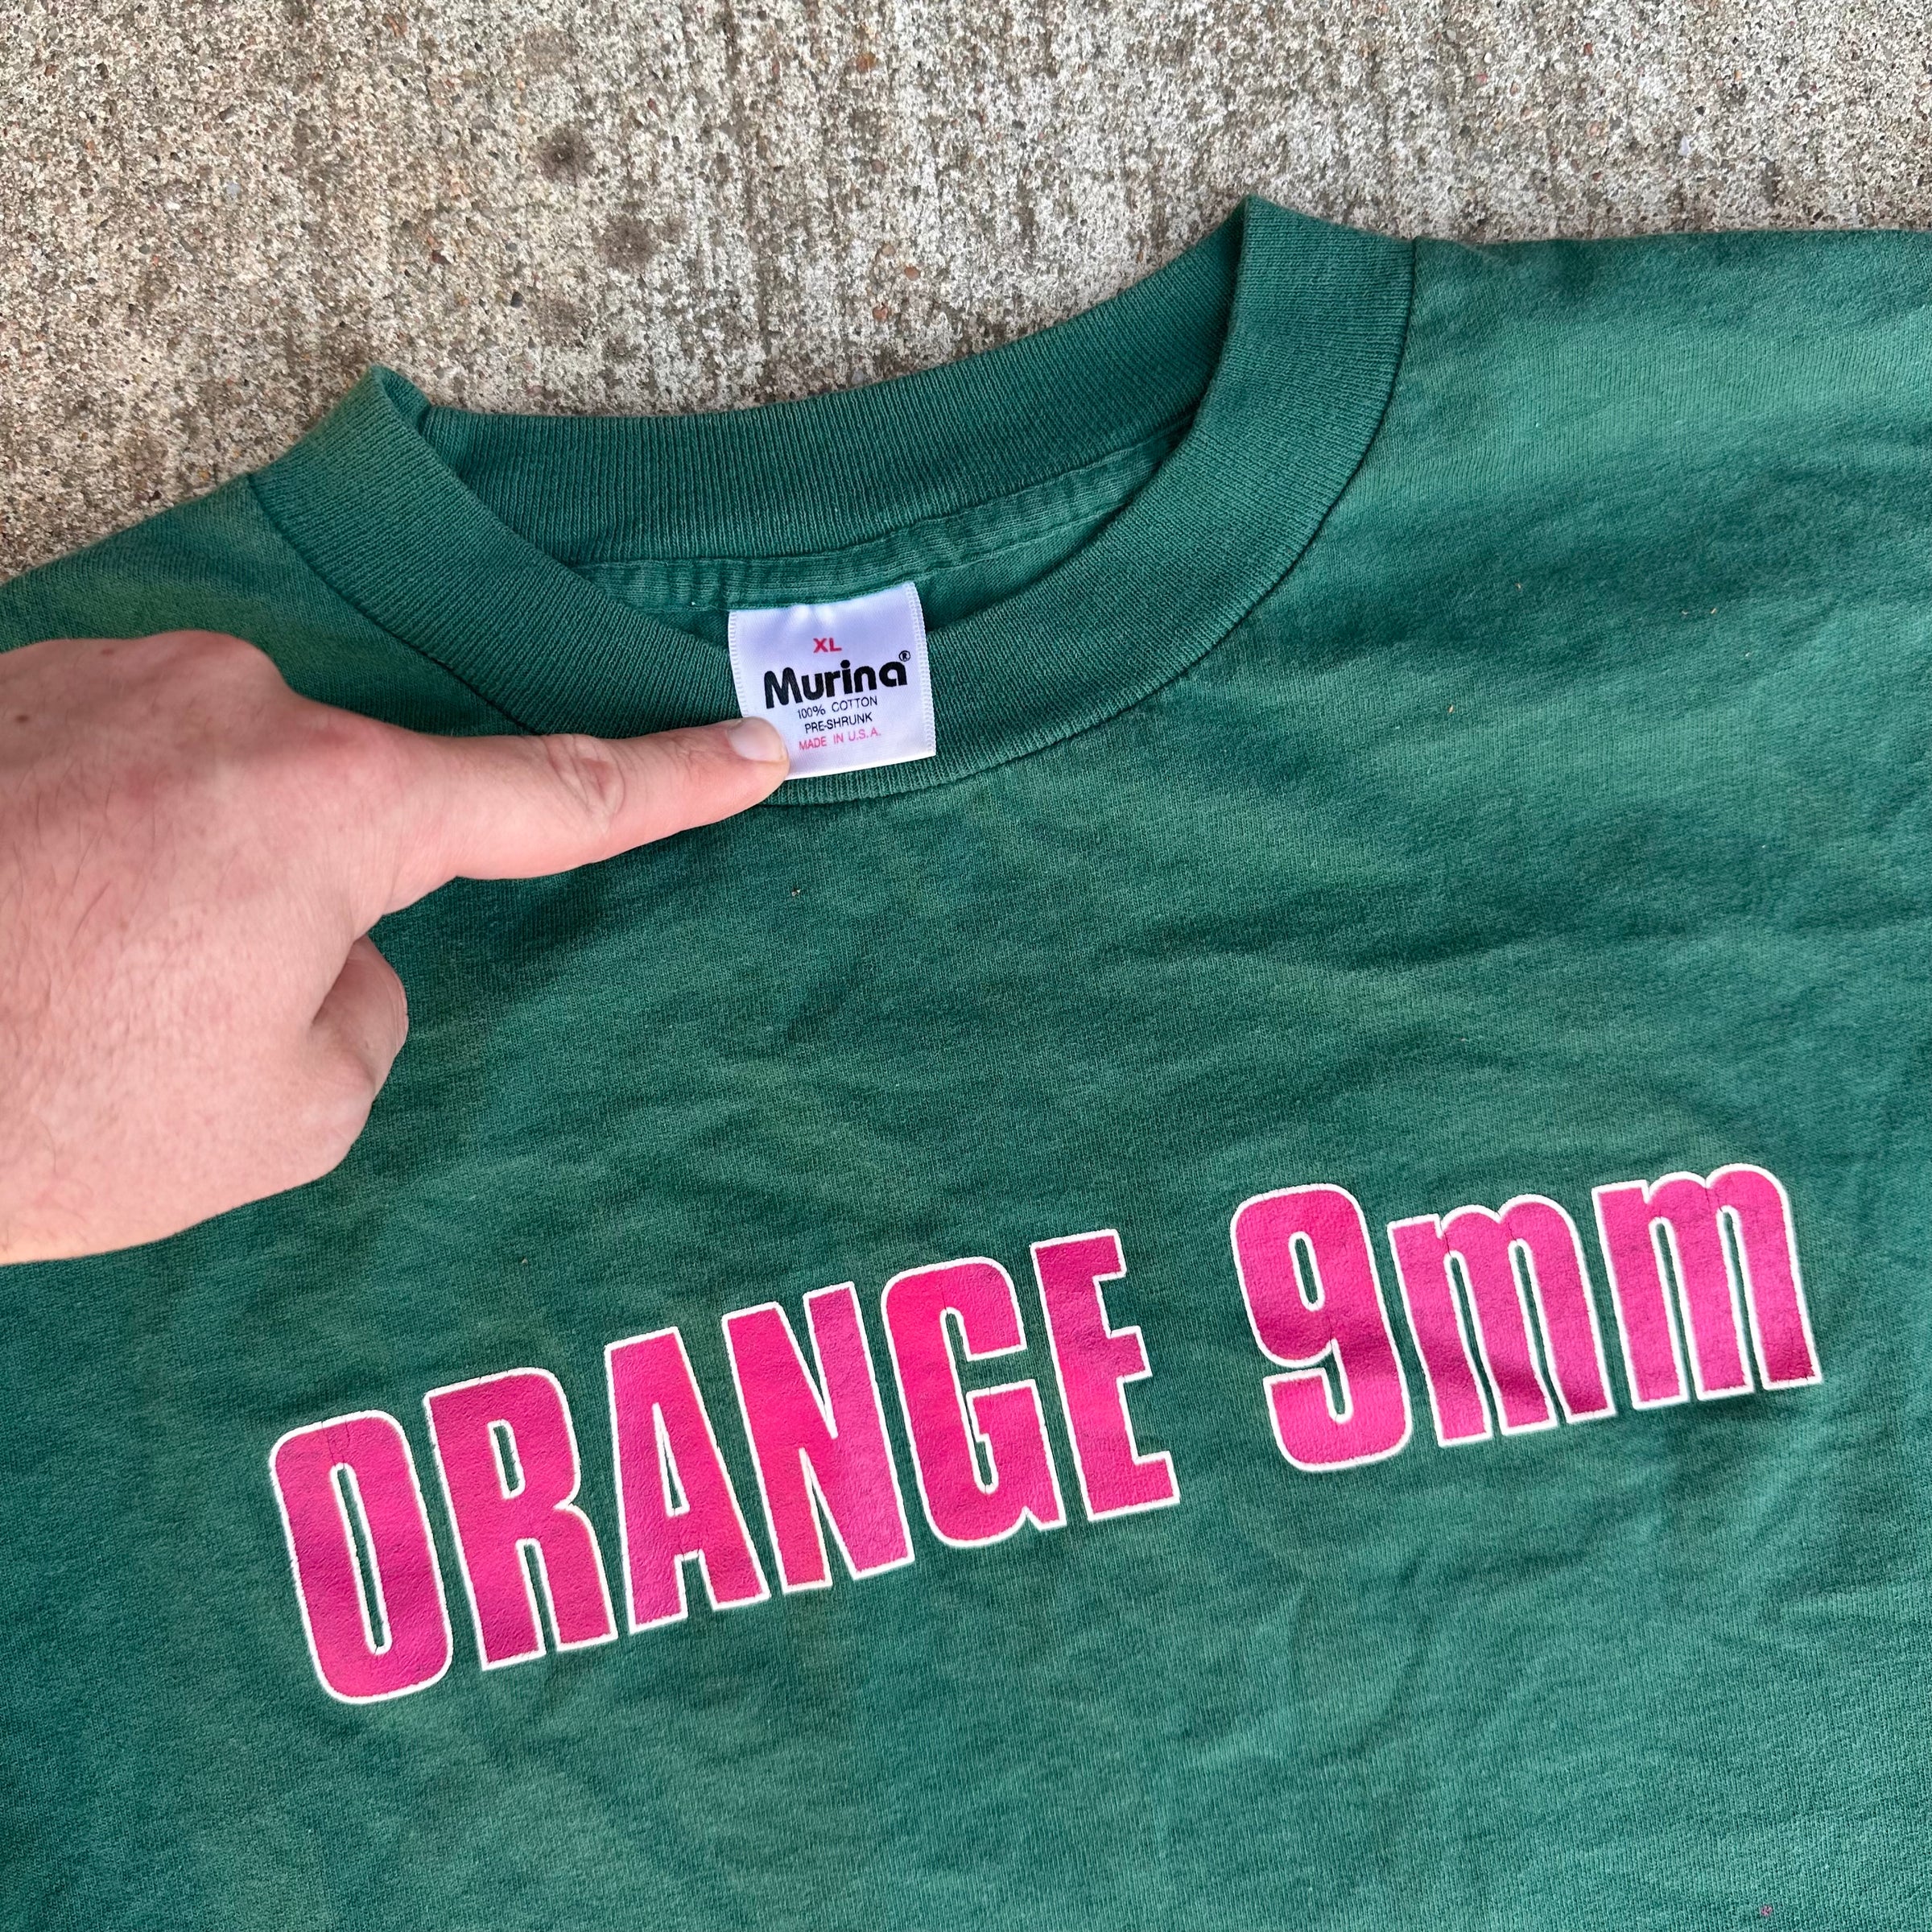 XL
Murina®
100% COTTON
PRE-SHRUNK
MADE IN U.S.A.
ORANGE 9mm